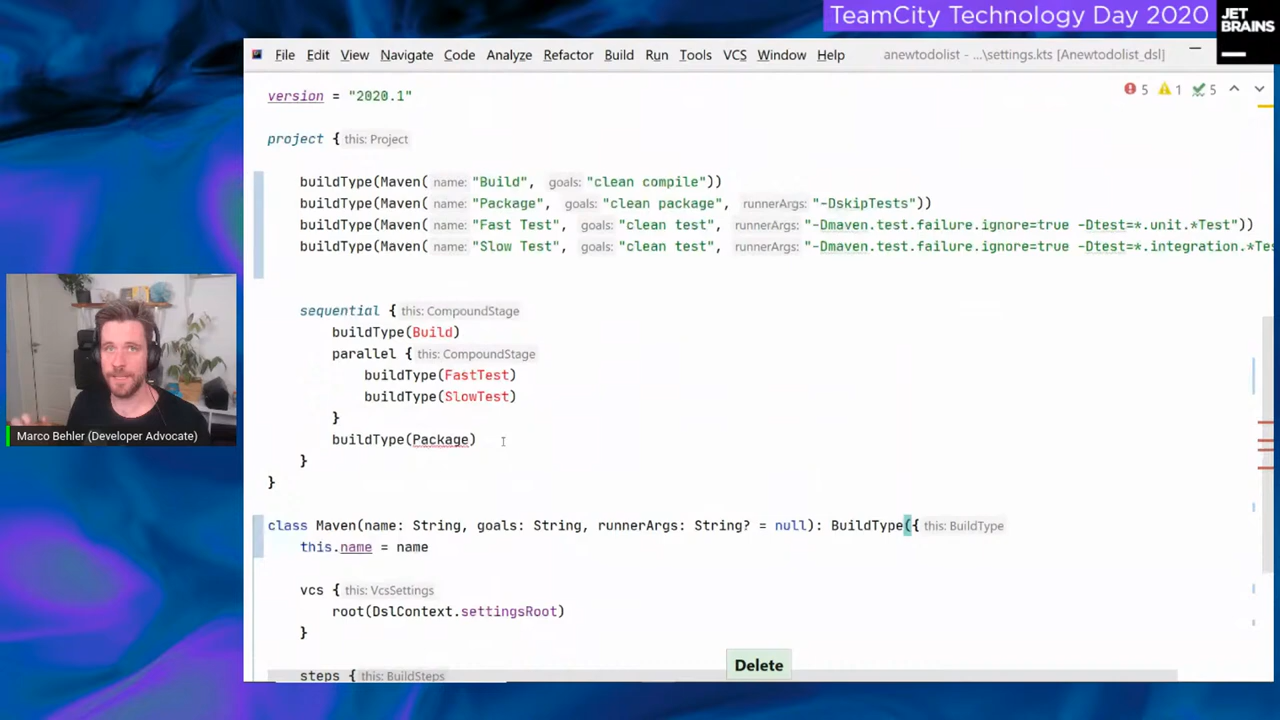 TeamCity Technology Day 2020
JET
BRAINS
File Edit View Navigate Code Analyze Refactor Build Run Tools VCS Window Help anewtodolist - ...\settings.kts [Anewtodolist_dsl]
version = "2020.1"
5 1 5
project { this: Project
buildType(Maven( name: "Build", goals: "clean compile"))
buildType(Maven( name: "Package", goals: "clean package", runnerArgs: "-DskipTests"))
buildType(Maven( name: "Fast Test", goals: "clean test", runnerArgs: "-Dmaven.test.failure.ignore=true -Dtest=*.unit.*Test"))
buildType(Maven( name: "Slow Test", goals: "clean test", runnerArgs: "-Dmaven.test.failure.ignore=true -Dtest=*.integration.*Te
sequential { this: CompoundStage
buildType(Build)
parallel { this: CompoundStage
buildType(FastTest)
buildType(SlowTest)
}
buildType(Package)
}
}
class Maven(name: String, goals: String, runnerArgs: String? = null): BuildType({ this: BuildType
this.name = name
vcs { this: VcsSettings
root(DslContext.settingsRoot)
}
steps { this: BuildSteps
Delete
Marco Behler (Developer Advocate)